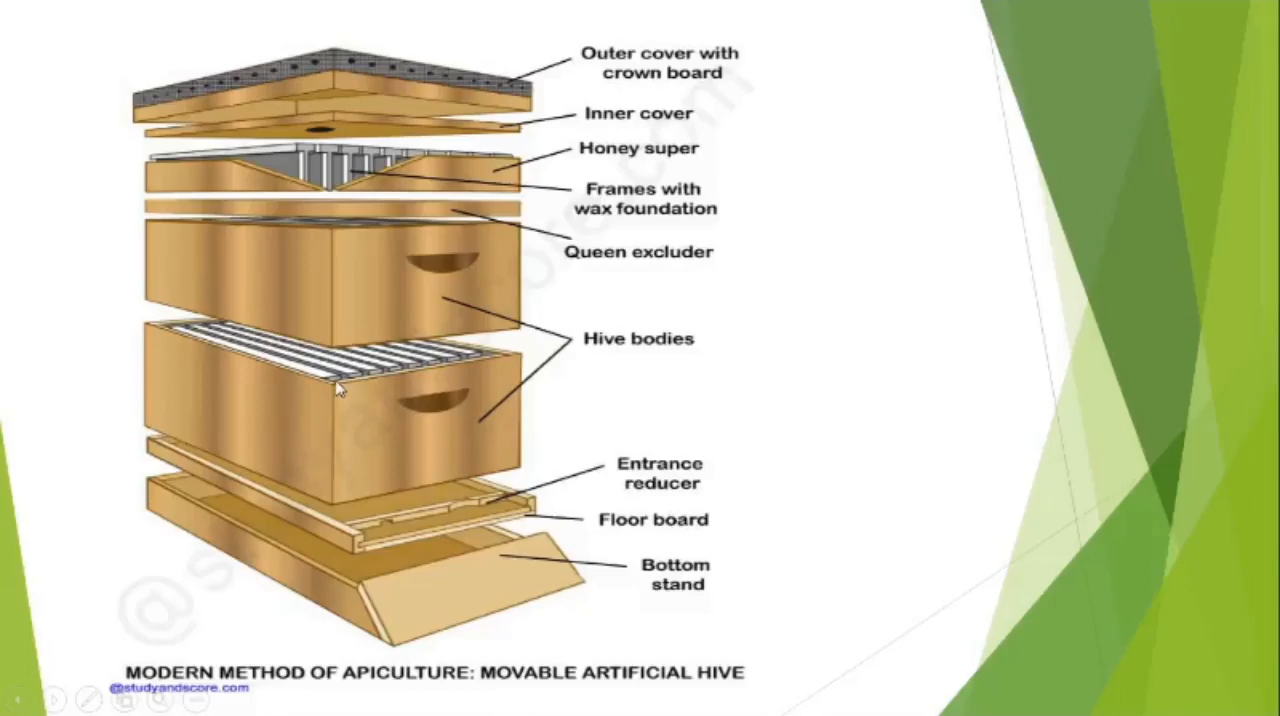 Outer cover with
crown board
Inner cover
Honey super
Frames with
wax foundation
Queen excluder
Hive bodies
Entrance
reducer
Floor board
Bottom
stand
MODERN METHOD OF APICULTURE: MOVABLE ARTIFICIAL HIVE
@studyandscore.com